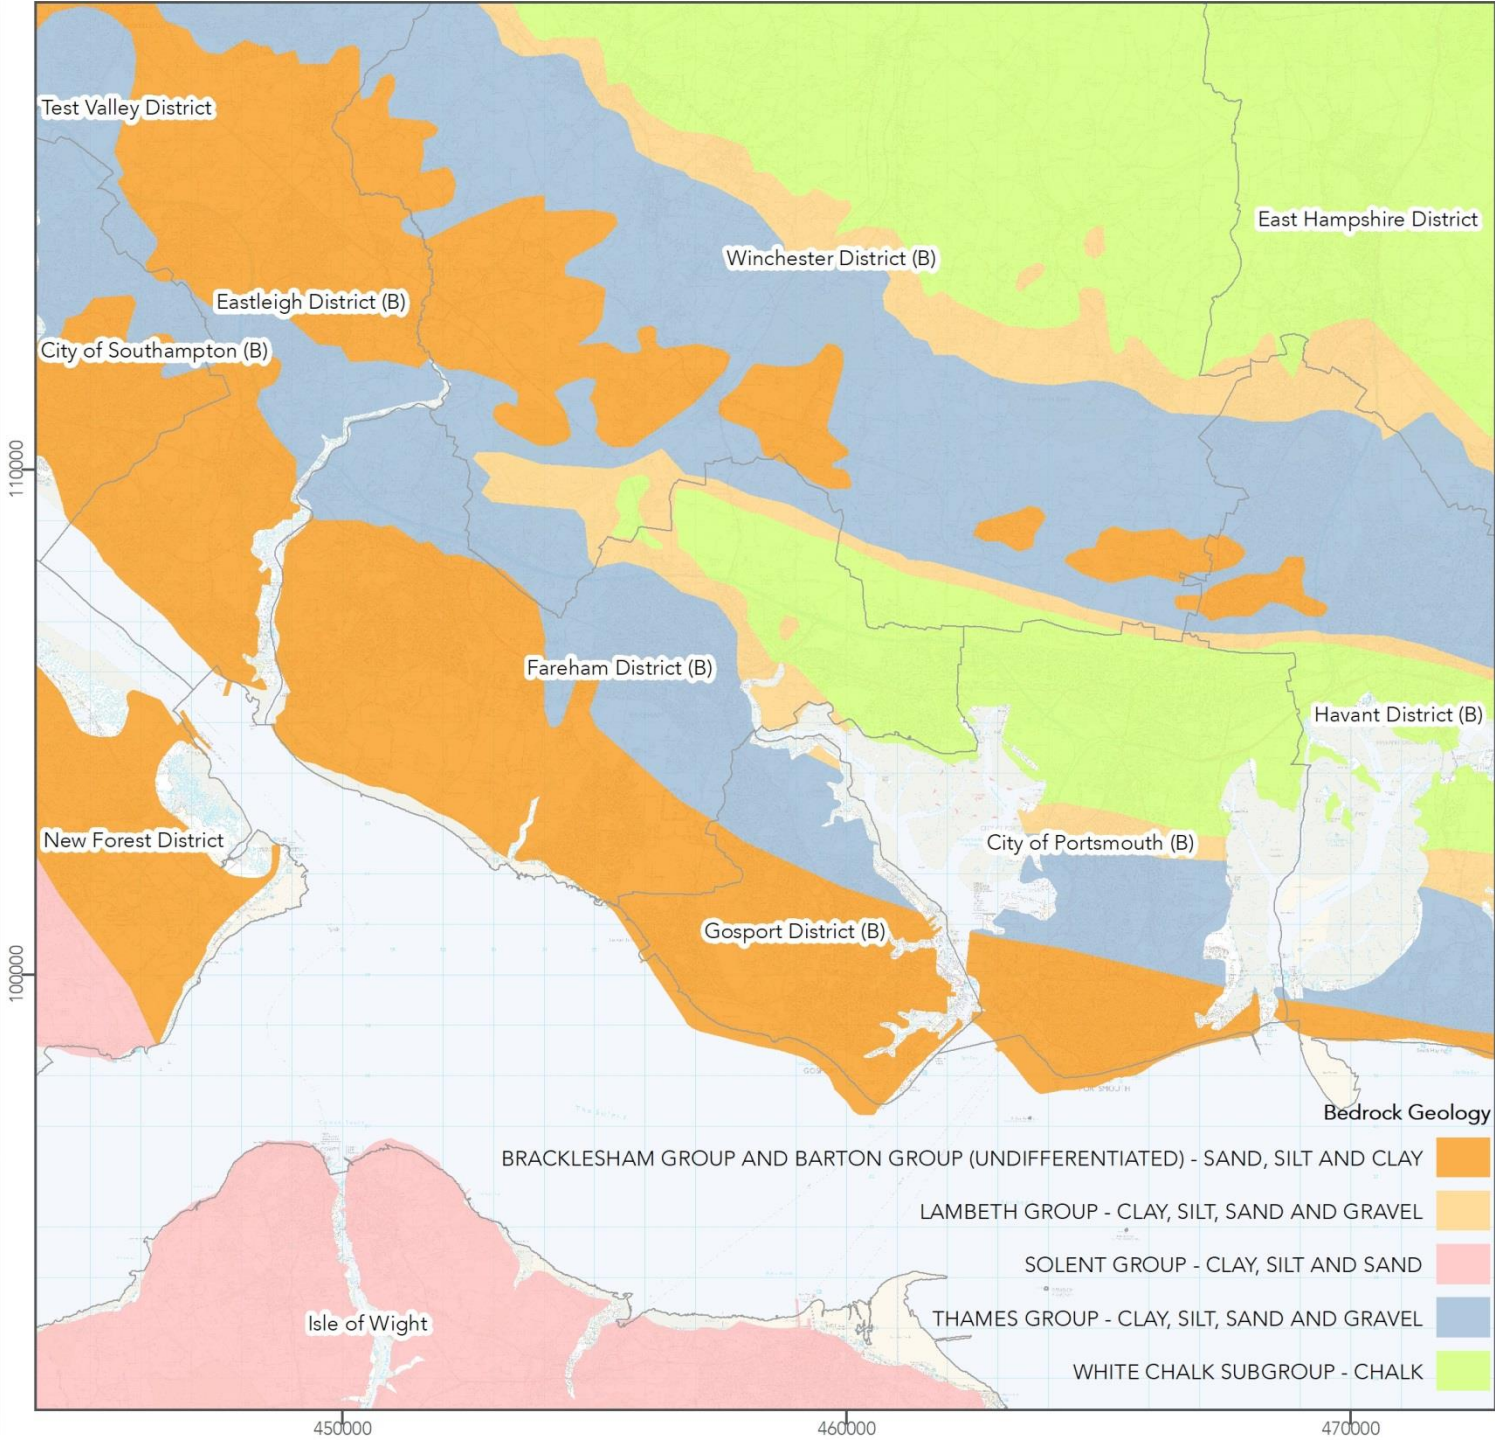 Test Valley District
East Hampshire District
Winchester District (B)
Eastleigh District (B)
City of Southampton (B)
110000
Fareham District (B)
Havant District (B)
New Forest District
City of Portsmouth (B)
Gosport District (B)
100000
Bedrock Geology
BRACKLESHAM GROUP AND BARTON GROUP (UNDIFFERENTIATED) - SAND, SILT AND CLAY
LAMBETH GROUP - CLAY, SILT, SAND AND GRAVEL
SOLENT GROUP - CLAY, SILT AND SAND
THAMES GROUP - CLAY, SILT, SAND AND GRAVEL
Isle of Wight
WHITE CHALK SUBGROUP - CHALK
450000
460000
470000